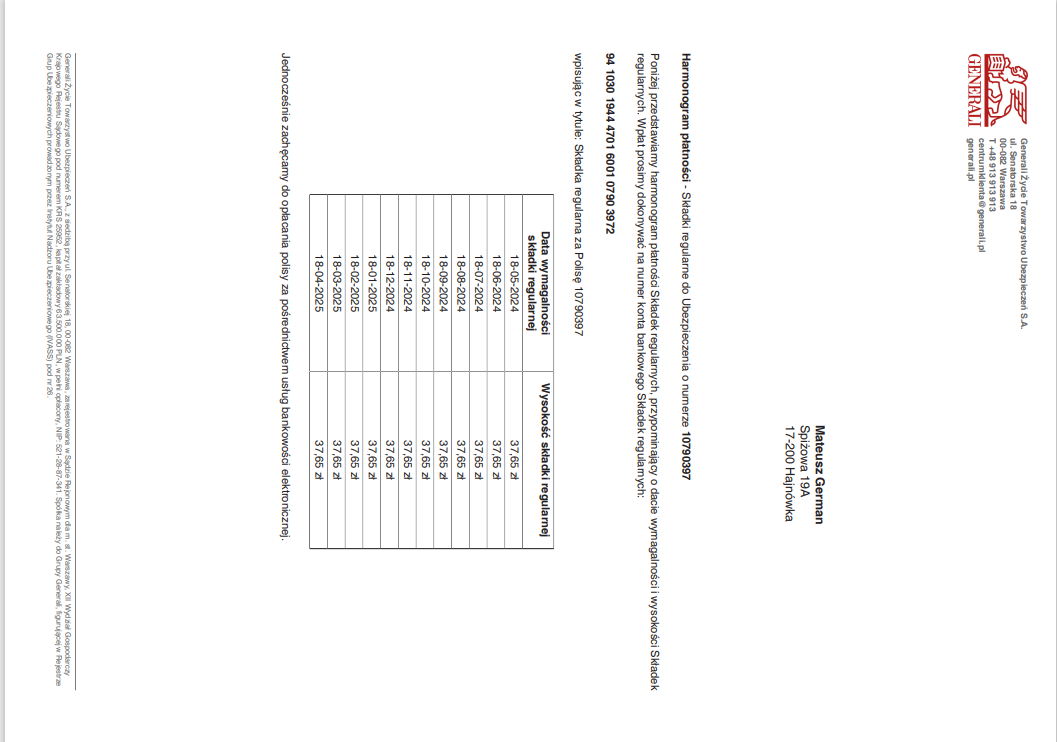 GENERALI
Generali Życie Towarzystwo Ubezpieczeń S.A.
ul. Senatorska 18
00-082 Warszawa
T +48 913 913 913
centrumklienta@generali.pl
generali.pl
Mateusz German
Spiżowa 19A
17-200 Hajnówka
Harmonogram płatności - Składki regularne do Ubezpieczenia o numerze 10790397
Poniżej przedstawiamy harmonogram płatności Składek regularnych, przypominający o dacie wymagalności i wysokości Składek
regularnych. Wpłat prosimy dokonywać na numer konta bankowego Składek regularnych:
94 1030 1944 4701 6001 0790 3972
wpisując w tytule: Składka regularna za Polisę 10790397
Data wymagalności składki regularnej Wysokość składki regularnej
18-05-2024 37,65 zł
18-06-2024 37,65 zł
18-07-2024 37,65 zł
18-08-2024 37,65 zł
18-09-2024 37,65 zł
18-10-2024 37,65 zł
18-11-2024 37,65 zł
18-12-2024 37,65 zł
18-01-2025 37,65 zł
18-02-2025 37,65 zł
18-03-2025 37,65 zł
18-04-2025 37,65 zł
Jednocześnie zachęcamy do opłacania polisy za pośrednictwem usług bankowości elektronicznej.
Generali Życie Towarzystwo Ubezpieczeń S.A., z siedzibą przy ul. Senatorskiej 18, 00-082 Warszawa, zarejestrowana w Sądzie Rejonowym dla m. st. Warszawy, XII Wydział Gospodarczy
Krajowego Rejestru Sądowego pod numerem KRS 25952, kapitał zakładowy 63.500.000 PLN, w pełni opłacony, NIP: 521-28-87-341. Spółka należy do Grupy Generali, figurującej w Rejestrze
Grup Ubezpieczeniowych prowadzonym przez Instytut Nadzoru Ubezpieczeniowego (IVASS) pod nr 26.